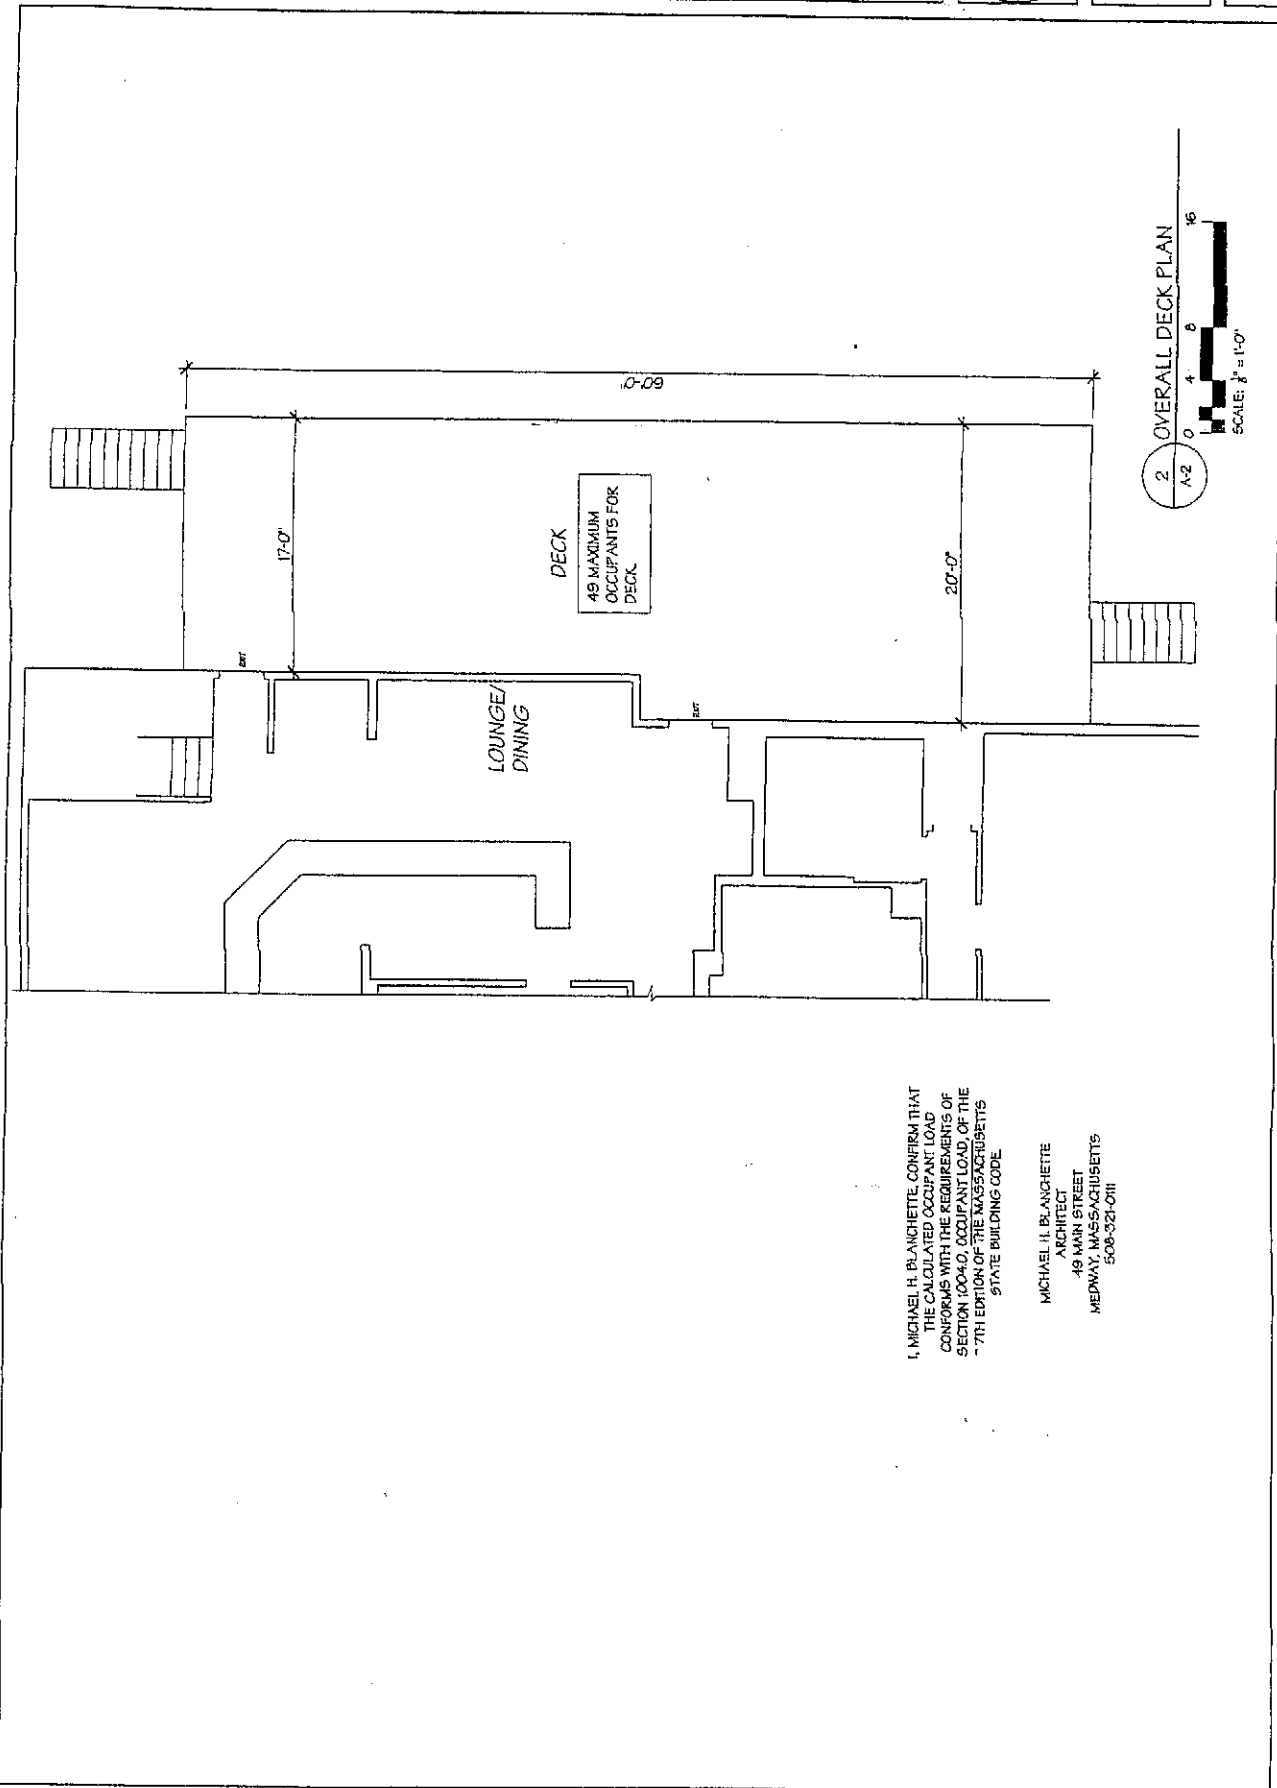 60'-0"
17'-0"
DECK
49 MAXIMUM
OCCUPANTS FOR
DECK.
20'-0"
EXIT
EXIT
LOUNGE/
DINING
2
A-2
OVERALL DECK PLAN
0 4 8 16
SCALE: ⅛" = 1'-0"
I, MICHAEL H. BLANCHETTE, CONFIRM THAT
THE CALCULATED OCCUPANT LOAD
CONFORMS WITH THE REQUIREMENTS OF
SECTION 1004.0, OCCUPANT LOAD, OF THE
7TH EDITION OF THE MASSACHUSETTS
STATE BUILDING CODE
MICHAEL H. BLANCHETTE
ARCHITECT
49 MAIN STREET
MEDWAY, MASSACHUSETTS
508-321-0111